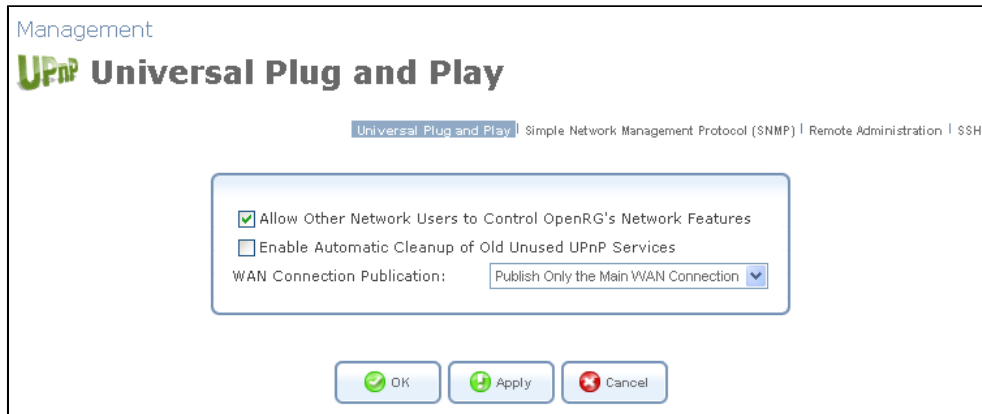 Management
UPnP Universal Plug and Play
Universal Plug and Play | Simple Network Management Protocol (SNMP) | Remote Administration | SSH
Allow Other Network Users to Control OpenRG's Network Features
Enable Automatic Cleanup of Old Unused UPnP Services
WAN Connection Publication: Publish Only the Main WAN Connection
OK Apply Cancel